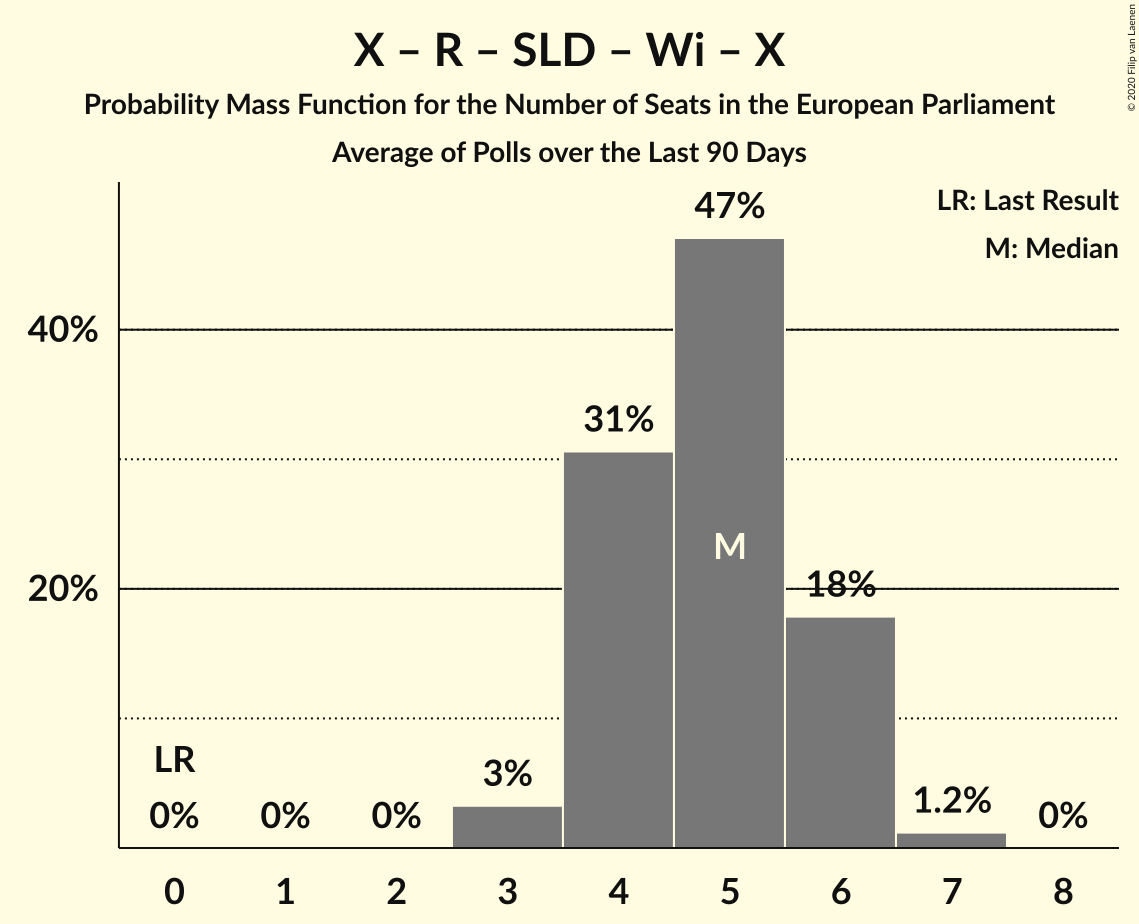 X – R – SLD – Wi – X
Probability Mass Function for the Number of Seats in the European Parliament
Average of Polls over the Last 90 Days
© 2020 Filip van Laenen
LR: Last Result
M: Median
47%
40%
31%
M
20%
18%
LR
3%
1.2%
0%
0%
0%
0%
0 1 2 3 4 5 6 7 8